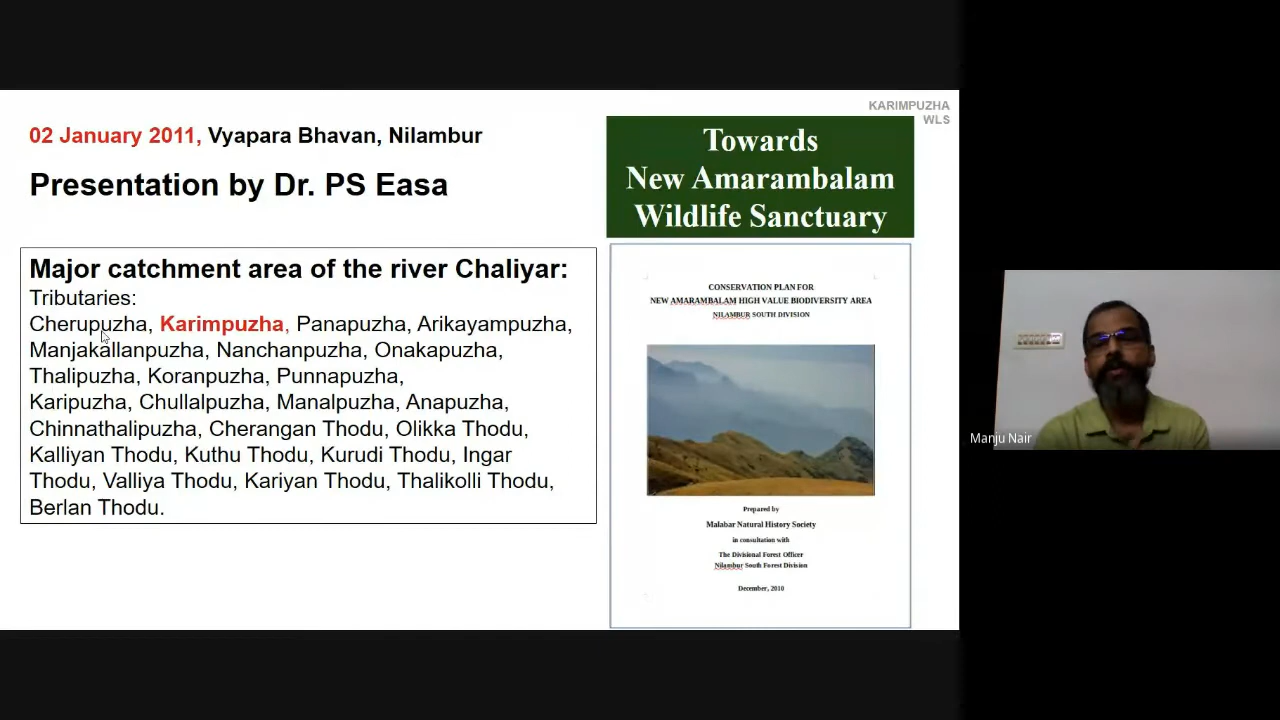 KARIMPUZHA
WLS
02 January 2011, Vyapara Bhavan, Nilambur
Presentation by Dr. PS Easa
Major catchment area of the river Chaliyar:
Tributaries:
Cherupuzha, Karimpuzha, Panapuzha, Arikayampuzha,
Manjakallanpuzha, Nanchanpuzha, Onakapuzha,
Thalipuzha, Koranpuzha, Punnapuzha,
Karipuzha, Chullalpuzha, Manalpuzha, Anapuzha,
Chinnathalipuzha, Cherangan Thodu, Olikka Thodu,
Kalliyan Thodu, Kuthu Thodu, Kurudi Thodu, Ingar
Thodu, Valliya Thodu, Kariyan Thodu, Thalikolli Thodu,
Berlan Thodu.
Towards
New Amarambalam
Wildlife Sanctuary
CONSERVATION PLAN FOR
NEW AMARAMBALAM HIGH VALUE BIODIVERSITY AREA
NILAMBUR SOUTH DIVISION
Prepared by
Malabar Natural History Society
in consultation with
The Divisional Forest Officer
Nilambur South Forest Division
December, 2010
Manju Nair